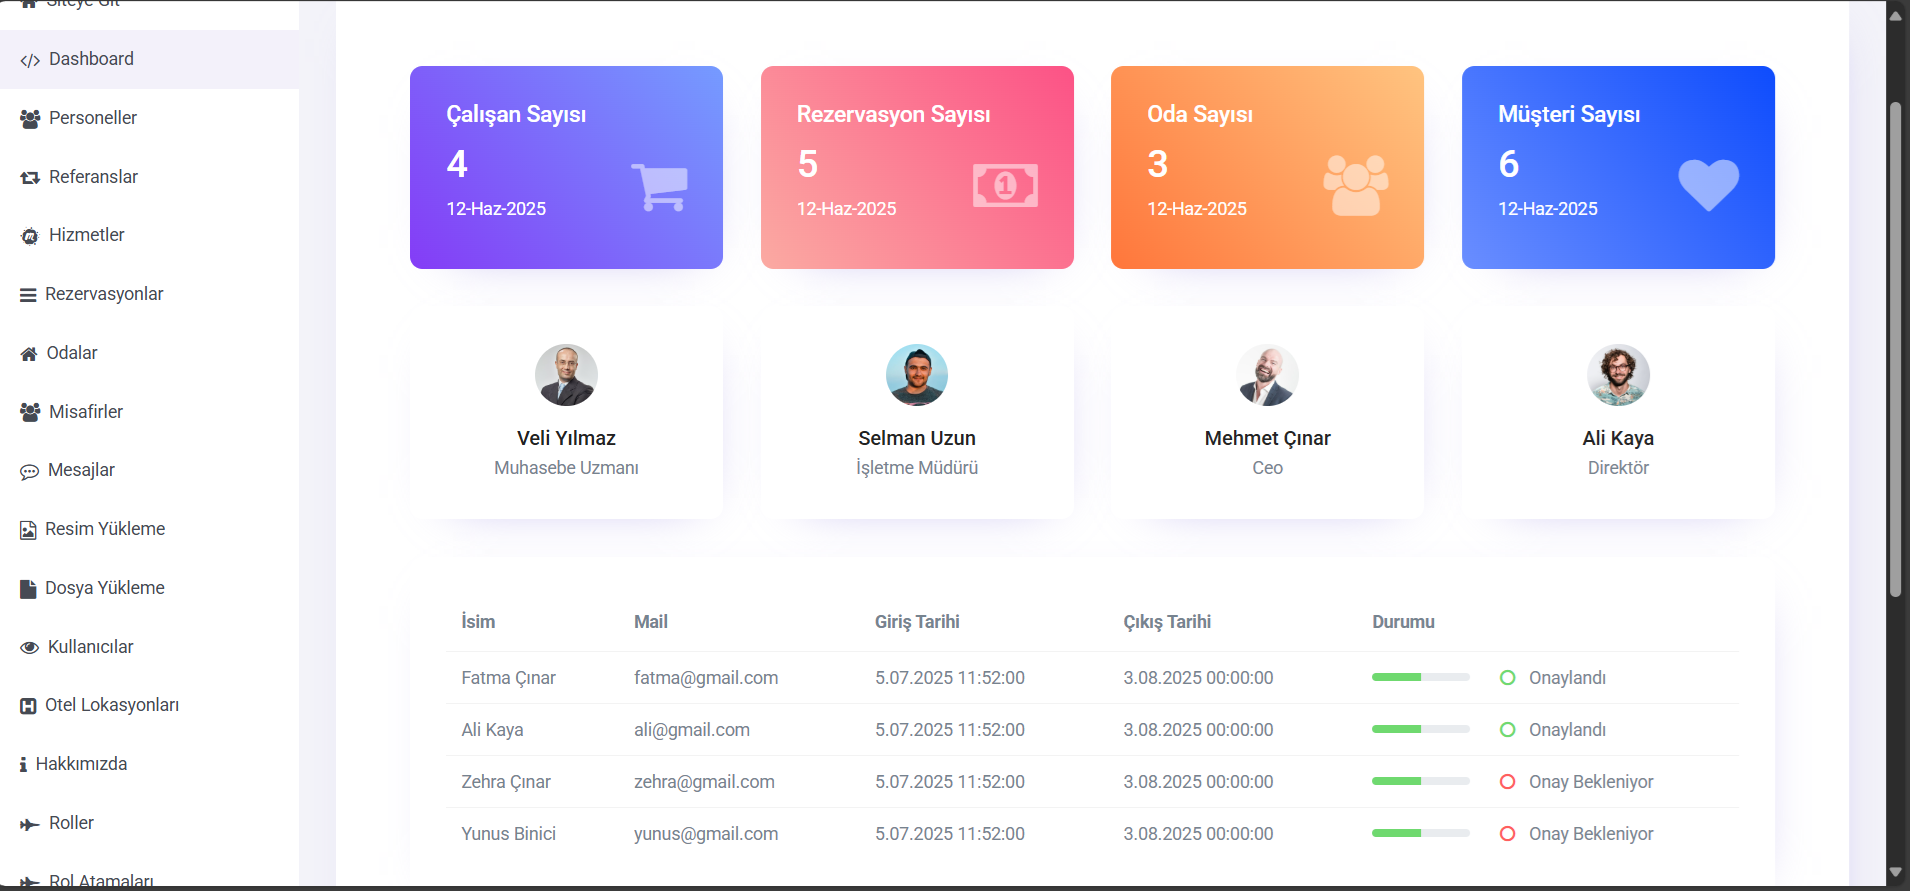 Siteye Git
Dashboard
Personeller
Referanslar
Hizmetler
Rezervasyonlar
Odalar
Misafirler
Mesajlar
Resim Yükleme
Dosya Yükleme
Kullanıcılar
Otel Lokasyonları
Hakkımızda
Roller
Rol Atamaları
Çalışan Sayısı
4
12-Haz-2025
Rezervasyon Sayısı
5
12-Haz-2025
1
Oda Sayısı
3
12-Haz-2025
Müşteri Sayısı
6
12-Haz-2025
Veli Yılmaz
Muhasebe Uzmanı
Selman Uzun
İşletme Müdürü
Mehmet Çınar
Ceo
Ali Kaya
Direktör
İsim Mail Giriş Tarihi Çıkış Tarihi Durumu
Fatma Çınar fatma@gmail.com 5.07.2025 11:52:00 3.08.2025 00:00:00 Onaylandı
Ali Kaya ali@gmail.com 5.07.2025 11:52:00 3.08.2025 00:00:00 Onaylandı
Zehra Çınar zehra@gmail.com 5.07.2025 11:52:00 3.08.2025 00:00:00 Onay Bekleniyor
Yunus Binici yunus@gmail.com 5.07.2025 11:52:00 3.08.2025 00:00:00 Onay Bekleniyor